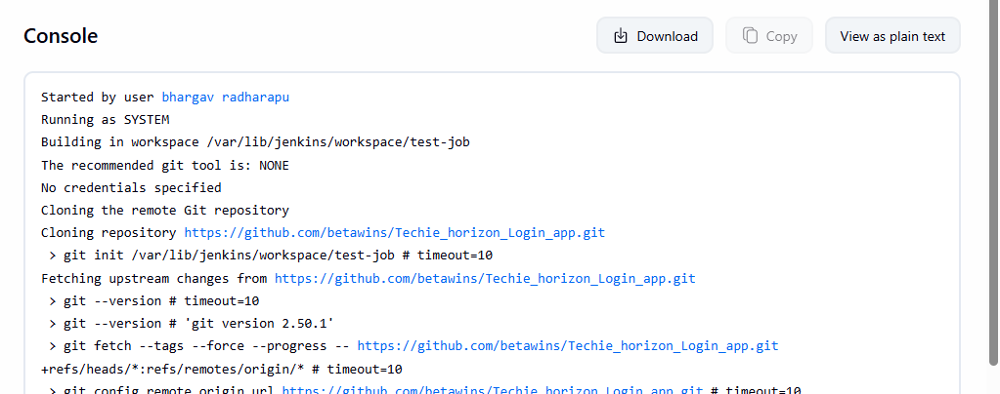 Console
Download
Copy
View as plain text
Started by user bhargav radharapu
Running as SYSTEM
Building in workspace /var/lib/jenkins/workspace/test-job
The recommended git tool is: NONE
No credentials specified
Cloning the remote Git repository
Cloning repository https://github.com/betawins/Techie_horizon_Login_app.git
> git init /var/lib/jenkins/workspace/test-job # timeout=10
Fetching upstream changes from https://github.com/betawins/Techie_horizon_Login_app.git
> git --version # timeout=10
> git --version # 'git version 2.50.1'
> git fetch --tags --force --progress -- https://github.com/betawins/Techie_horizon_Login_app.git
+refs/heads/*:refs/remotes/origin/* # timeout=10
> git config remote.origin.url https://github.com/betawins/Techie_horizon_Login_app.git # timeout=10